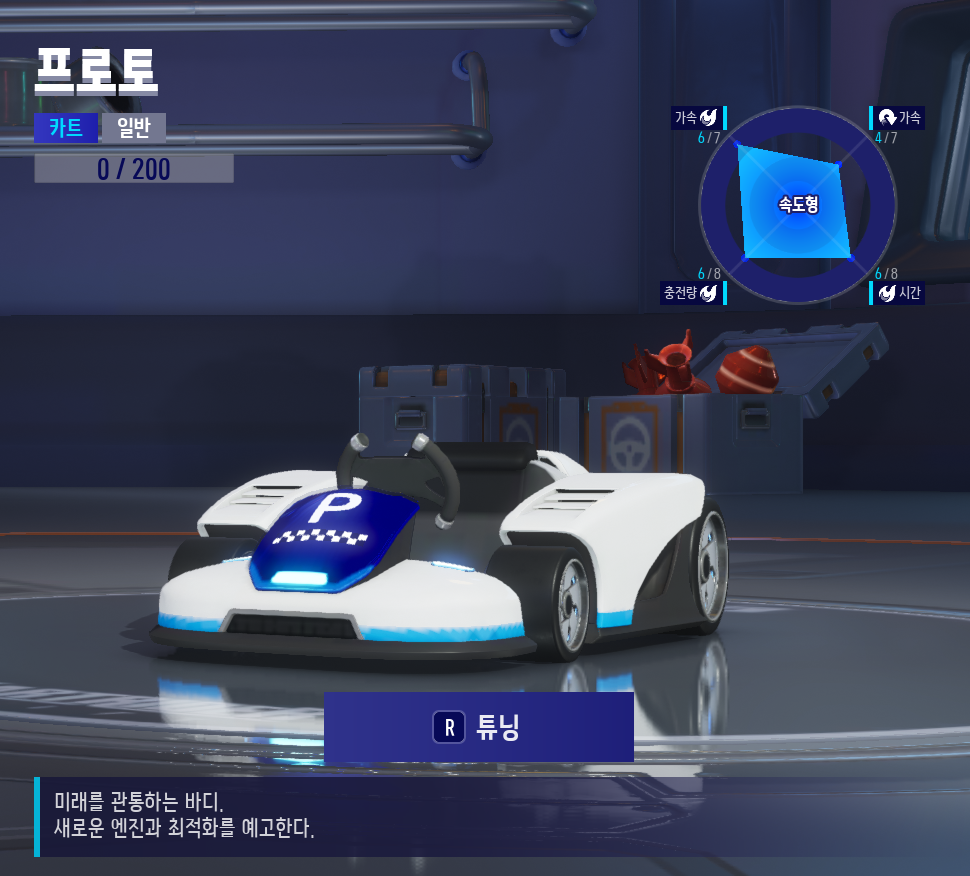 프로토
카트 일반
0 / 200
가속
6/7
가속
4/7
속도형
6/8
충전량
6/8
시간
P
R 튜닝
미래를 관통하는 바디.
새로운 엔진과 최적화를 예고한다.